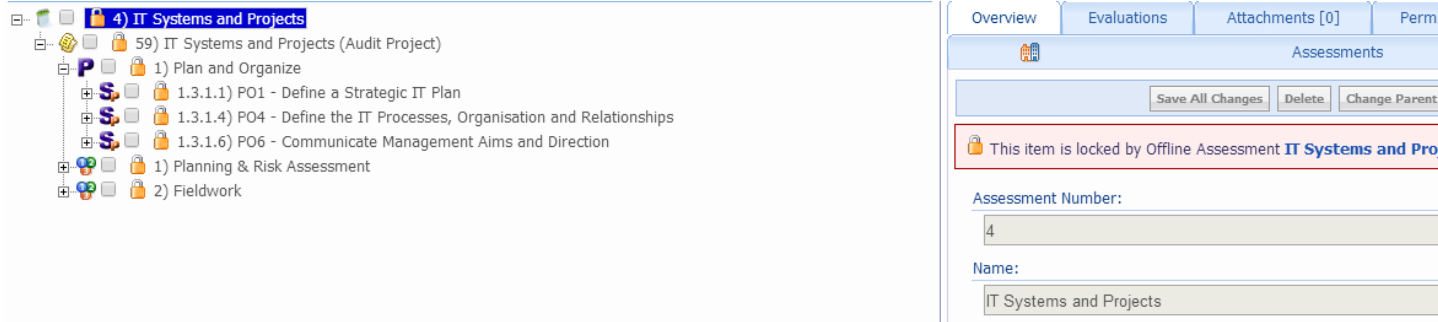 4) IT Systems and Projects
59) IT Systems and Projects (Audit Project)
1) Plan and Organize
1.3.1.1) PO1 - Define a Strategic IT Plan
1.3.1.4) PO4 - Define the IT Processes, Organisation and Relationships
1.3.1.6) PO6 - Communicate Management Aims and Direction
1) Planning & Risk Assessment
2) Fieldwork
Overview Evaluations Attachments [0] Perm
Assessments
Save All Changes Delete Change Parent
This item is locked by Offline Assessment IT Systems and Pro
Assessment Number:
4
Name:
IT Systems and Projects